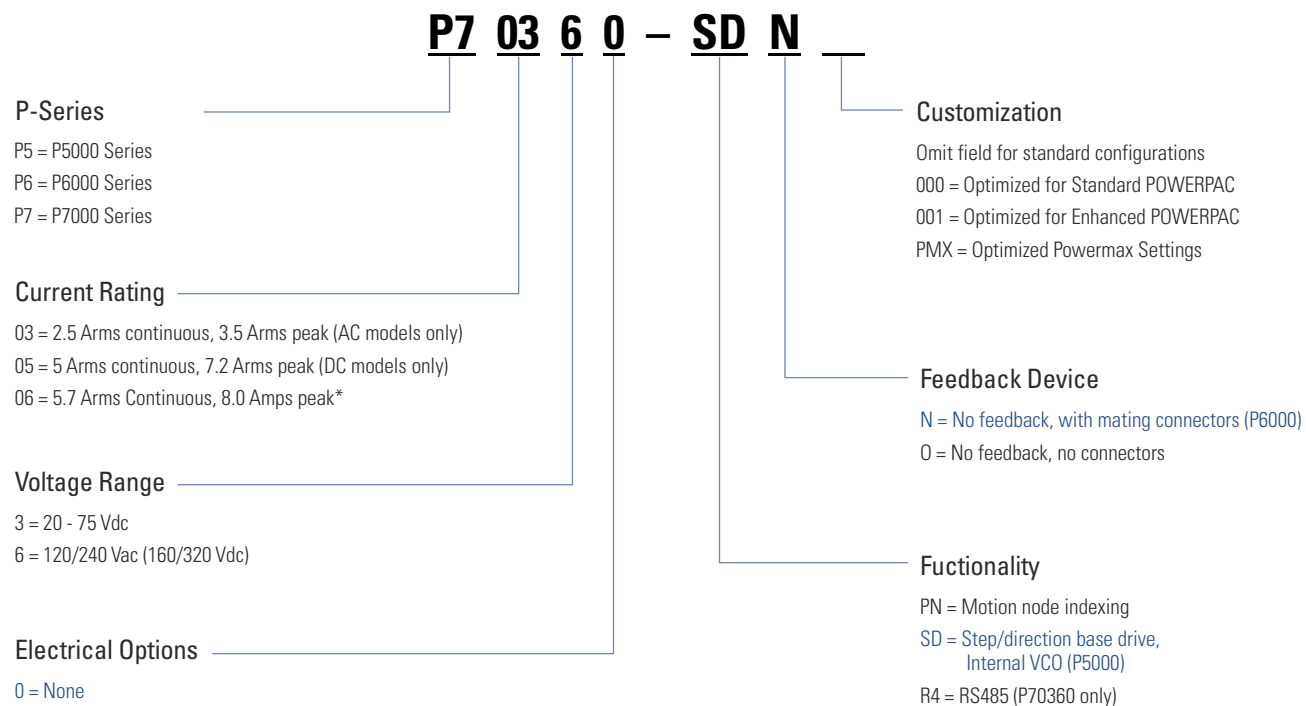 P7 03 6 0 – SD N __
P-Series
P5 = P5000 Series
P6 = P6000 Series
P7 = P7000 Series
Current Rating
03 = 2.5 Arms continuous, 3.5 Arms peak (AC models only)
05 = 5 Arms continuous, 7.2 Arms peak (DC models only)
06 = 5.7 Arms Continuous, 8.0 Amps peak*
Voltage Range
3 = 20 - 75 Vdc
6 = 120/240 Vac (160/320 Vdc)
Electrical Options
0 = None
Customization
Omit field for standard configurations
000 = Optimized for Standard POWERPAC
001 = Optimized for Enhanced POWERPAC
PMX = Optimized Powermax Settings
Feedback Device
N = No feedback, with mating connectors (P6000)
O = No feedback, no connectors
Fuctionality
PN = Motion node indexing
SD = Step/direction base drive,
Internal VCO (P5000)
R4 = RS485 (P70360 only)